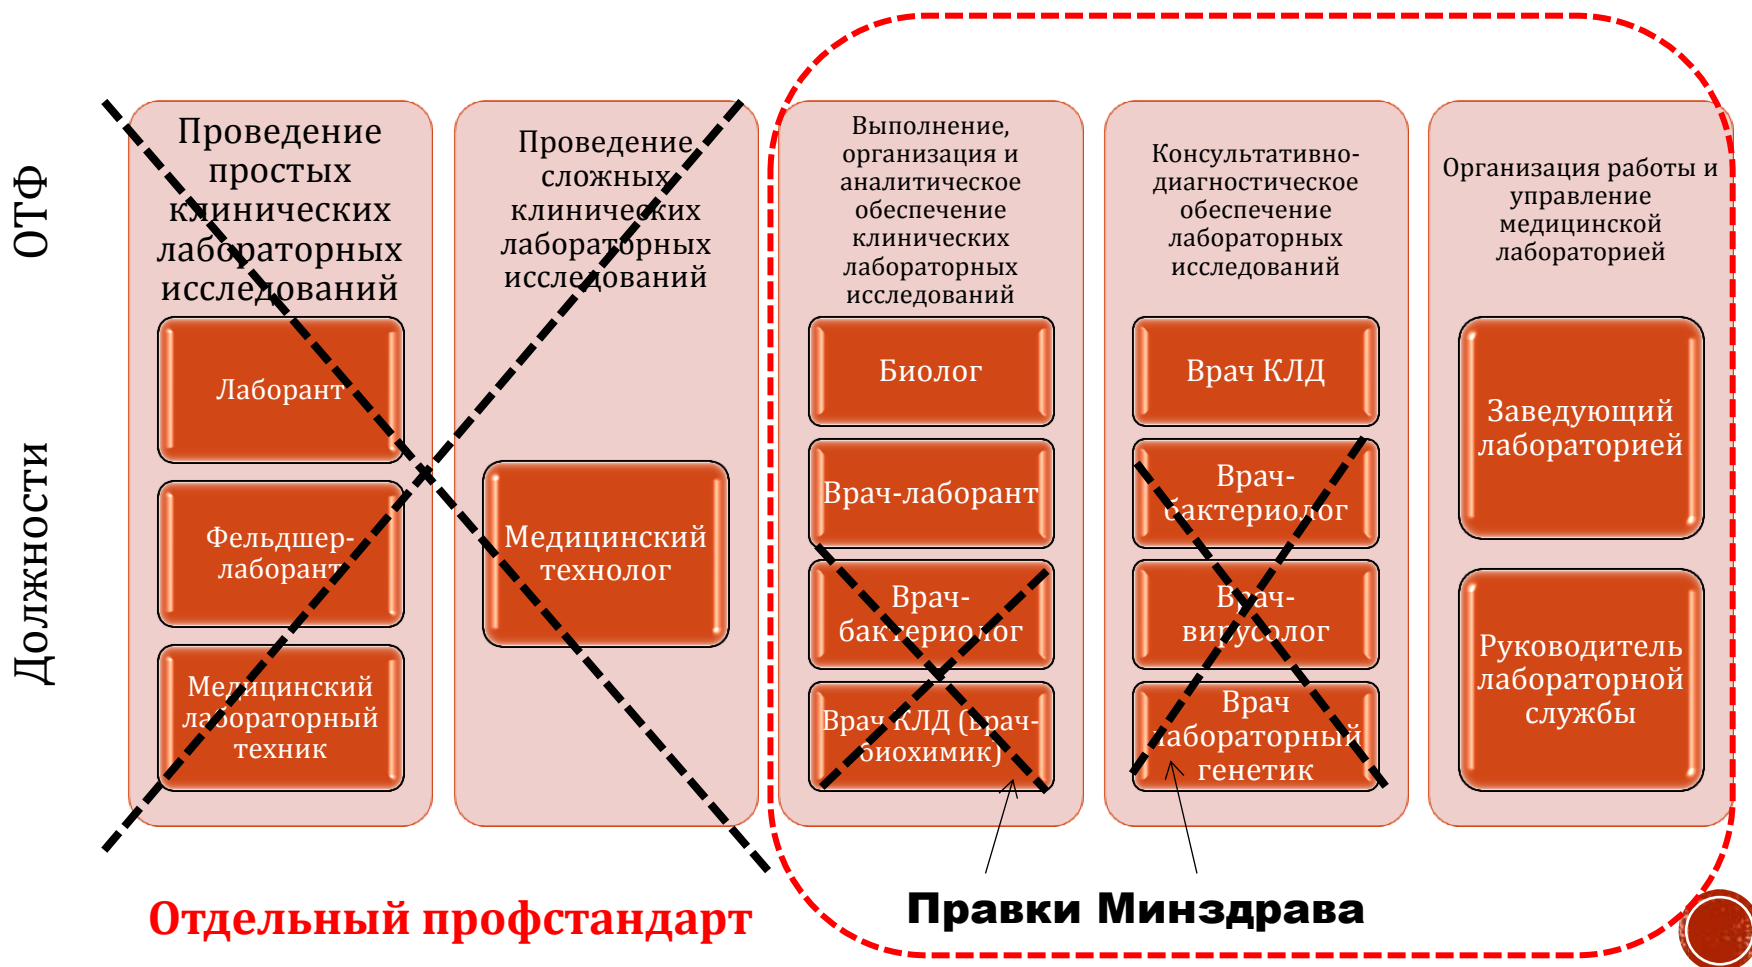 ОТФ
Должности
Проведение
простых
клинических
лабораторных
исследований
Лаборант
Фельдшер-
лаборант
Медицинский
лабораторный
техник
Проведение
сложных
клинических
лабораторных
исследований
Медицинский
технолог
Выполнение,
организация и
аналитическое
обеспечение
клинических
лабораторных
исследований
Биолог
Врач-лаборант
Врач-
бактериолог
Врач КЛД (врач-
биохимик)
Консультативно-
диагностическое
обеспечение
лабораторных
исследований
Врач КЛД
Врач-
бактериолог
Врач-
вирусолог
Врач
лабораторный
генетик
Организация работы и
управление
медицинской
лабораторией
Заведующий
лабораторией
Руководитель
лабораторной
службы
Отдельный профстандарт
Правки Минздрава